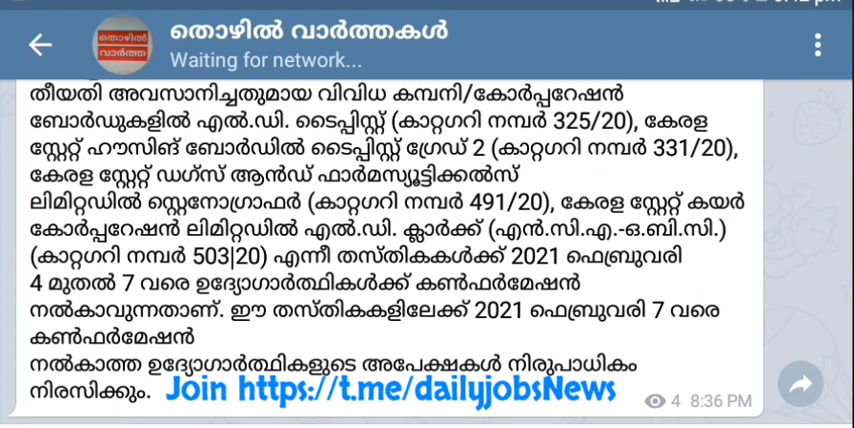 തൊഴിൽ വാർത്തകൾ
തൊഴിൽ
വാർത്ത
Waiting for network...
തീയതി അവസാനിച്ചതുമായ വിവിധ കമ്പനി/കോർപ്പറേഷൻ
ബോർഡുകളിൽ എൽ.ഡി. ടൈപ്പിസ്റ്റ് (കാറ്റഗറി നമ്പർ 325/20), കേരള
സ്റ്റേറ്റ് ഹൗസിങ് ബോർഡിൽ ടൈപ്പിസ്റ്റ് ഗ്രേഡ് 2 (കാറ്റഗറി നമ്പർ 331/20),
കേരള സ്റ്റേറ്റ് ഡഗ്സ് ആൻഡ് ഫാർമസ്യൂട്ടിക്കൽസ്
ലിമിറ്റഡിൽ സ്റ്റെനോഗ്രാഫർ (കാറ്റഗറി നമ്പർ 491/20), കേരള സ്റ്റേറ്റ് കയർ
കോർപ്പറേഷൻ ലിമിറ്റഡിൽ എൽ.ഡി. ക്ലാർക്ക് (എൻ.സി.എ.-ഒ.ബി.സി.)
(കാറ്റഗറി നമ്പർ 503|20) എന്നീ തസ്തികകൾക്ക് 2021 ഫെബ്രുവരി
4 മുതൽ 7 വരെ ഉദ്യോഗാർത്ഥികൾക്ക് കൺഫർമേഷൻ
നൽകാവുന്നതാണ്. ഈ തസ്തികകളിലേക്ക് 2021 ഫെബ്രുവരി 7 വരെ
കൺഫർമേഷൻ
നൽകാത്ത ഉദ്യോഗാർത്ഥികളുടെ അപേക്ഷകൾ നിരുപാധികം
നിരസിക്കും. Join https://t.me/dailyjobsNews
4 8:36 PM